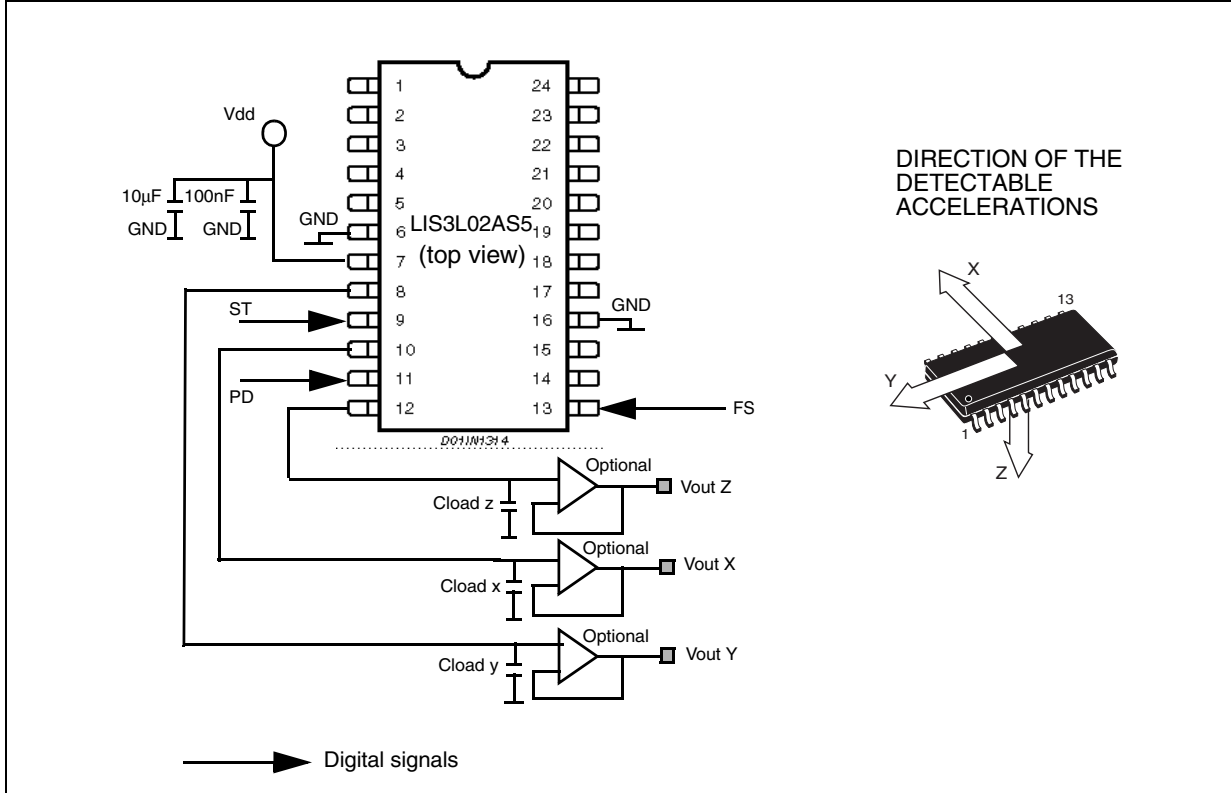 1
24
2
23
3
22
4
21
5
20
6
19
7
18
8
17
9
16
10
15
11
14
12
13
LIS3L02AS5
(top view)
Vdd
10µF
100nF
GND
GND
GND
ST
PD
GND
FS
D01IN1314
Optional
Cload z
Vout Z
Optional
Cload x
Vout X
Optional
Cload y
Vout Y
Digital signals
DIRECTION OF THE
DETECTABLE
ACCELERATIONS
X
13
Y
1
Z